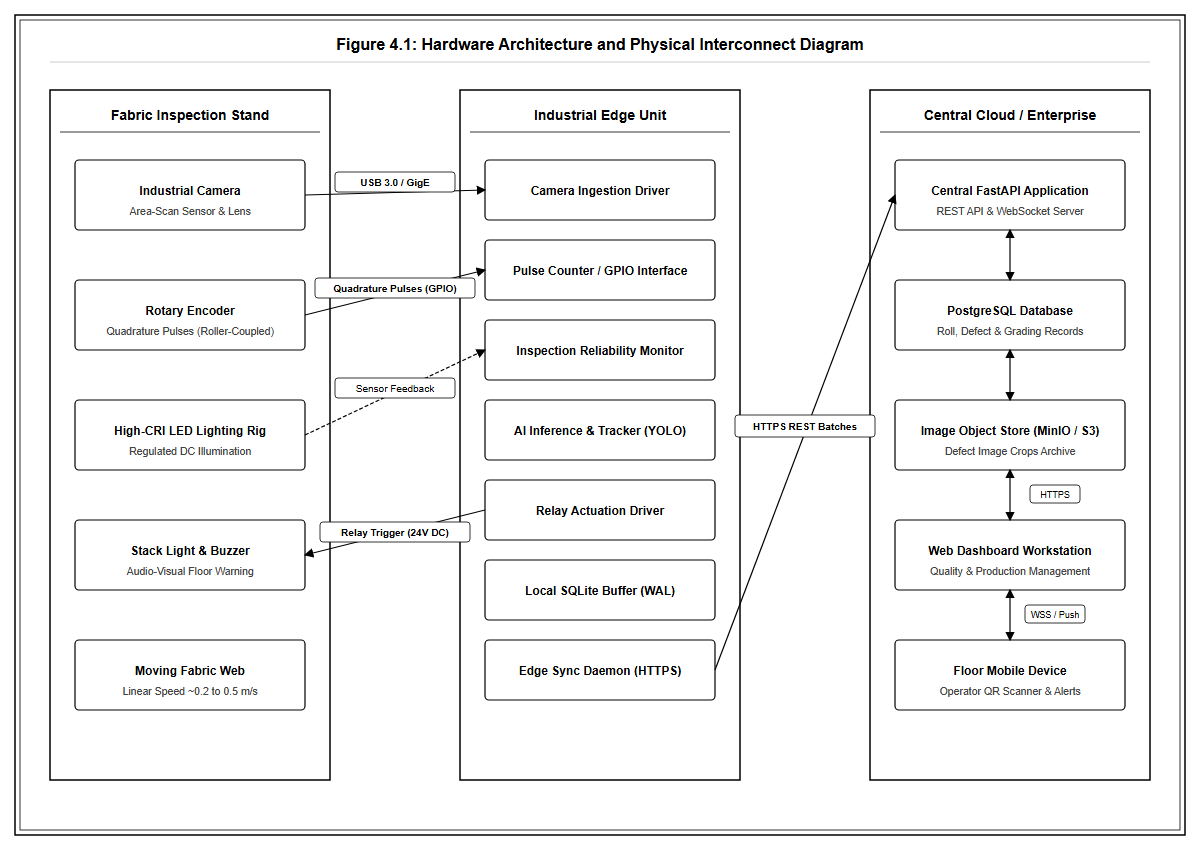 Figure 4.1: Hardware Architecture and Physical Interconnect Diagram
Fabric Inspection Stand
Industrial Camera
Area-Scan Sensor & Lens
Rotary Encoder
Quadrature Pulses (Roller-Coupled)
High-CRI LED Lighting Rig
Regulated DC Illumination
Stack Light & Buzzer
Audio-Visual Floor Warning
Moving Fabric Web
Linear Speed ~0.2 to 0.5 m/s
USB 3.0 / GigE
Quadrature Pulses (GPIO)
Sensor Feedback
Relay Trigger (24V DC)
Industrial Edge Unit
Camera Ingestion Driver
Pulse Counter / GPIO Interface
Inspection Reliability Monitor
AI Inference & Tracker (YOLO)
Relay Actuation Driver
Local SQLite Buffer (WAL)
Edge Sync Daemon (HTTPS)
HTTPS REST Batches
Central Cloud / Enterprise
Central FastAPI Application
REST API & WebSocket Server
PostgreSQL Database
Roll, Defect & Grading Records
Image Object Store (MinIO / S3)
Defect Image Crops Archive
HTTPS
Web Dashboard Workstation
Quality & Production Management
WSS / Push
Floor Mobile Device
Operator QR Scanner & Alerts